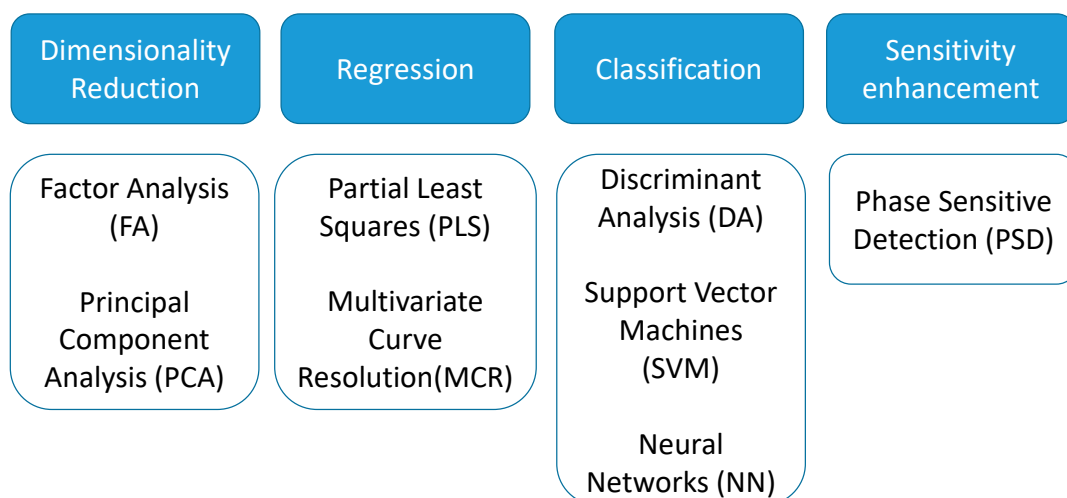 Dimensionality
Reduction
Regression
Classification
Sensitivity
enhancement
Factor Analysis
(FA)
Principal
Component
Analysis (PCA)
Partial Least
Squares (PLS)
Multivariate
Curve
Resolution(MCR)
Discriminant
Analysis (DA)
Support Vector
Machines
(SVM)
Neural
Networks (NN)
Phase Sensitive
Detection (PSD)